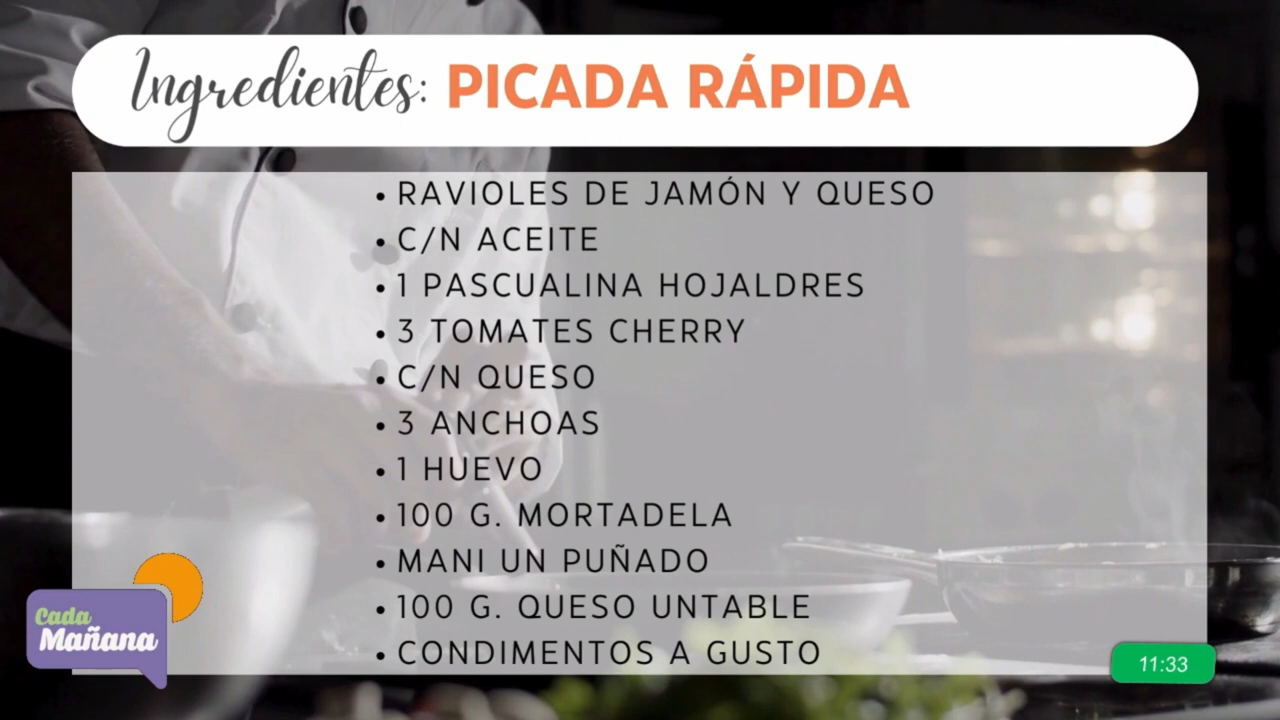 Ingredientes: PICADA RÁPIDA
• RAVIOLES DE JAMÓN Y QUESO
• C/N ACEITE
• 1 PASCUALINA HOJALDRES
• 3 TOMATES CHERRY
• C/N QUESO
• 3 ANCHOAS
• 1 HUEVO
• 100 G. MORTADELA
• MANI UN PUÑADO
• 100 G. QUESO UNTABLE
• CONDIMENTOS A GUSTO
Cada
Mañana
11:33